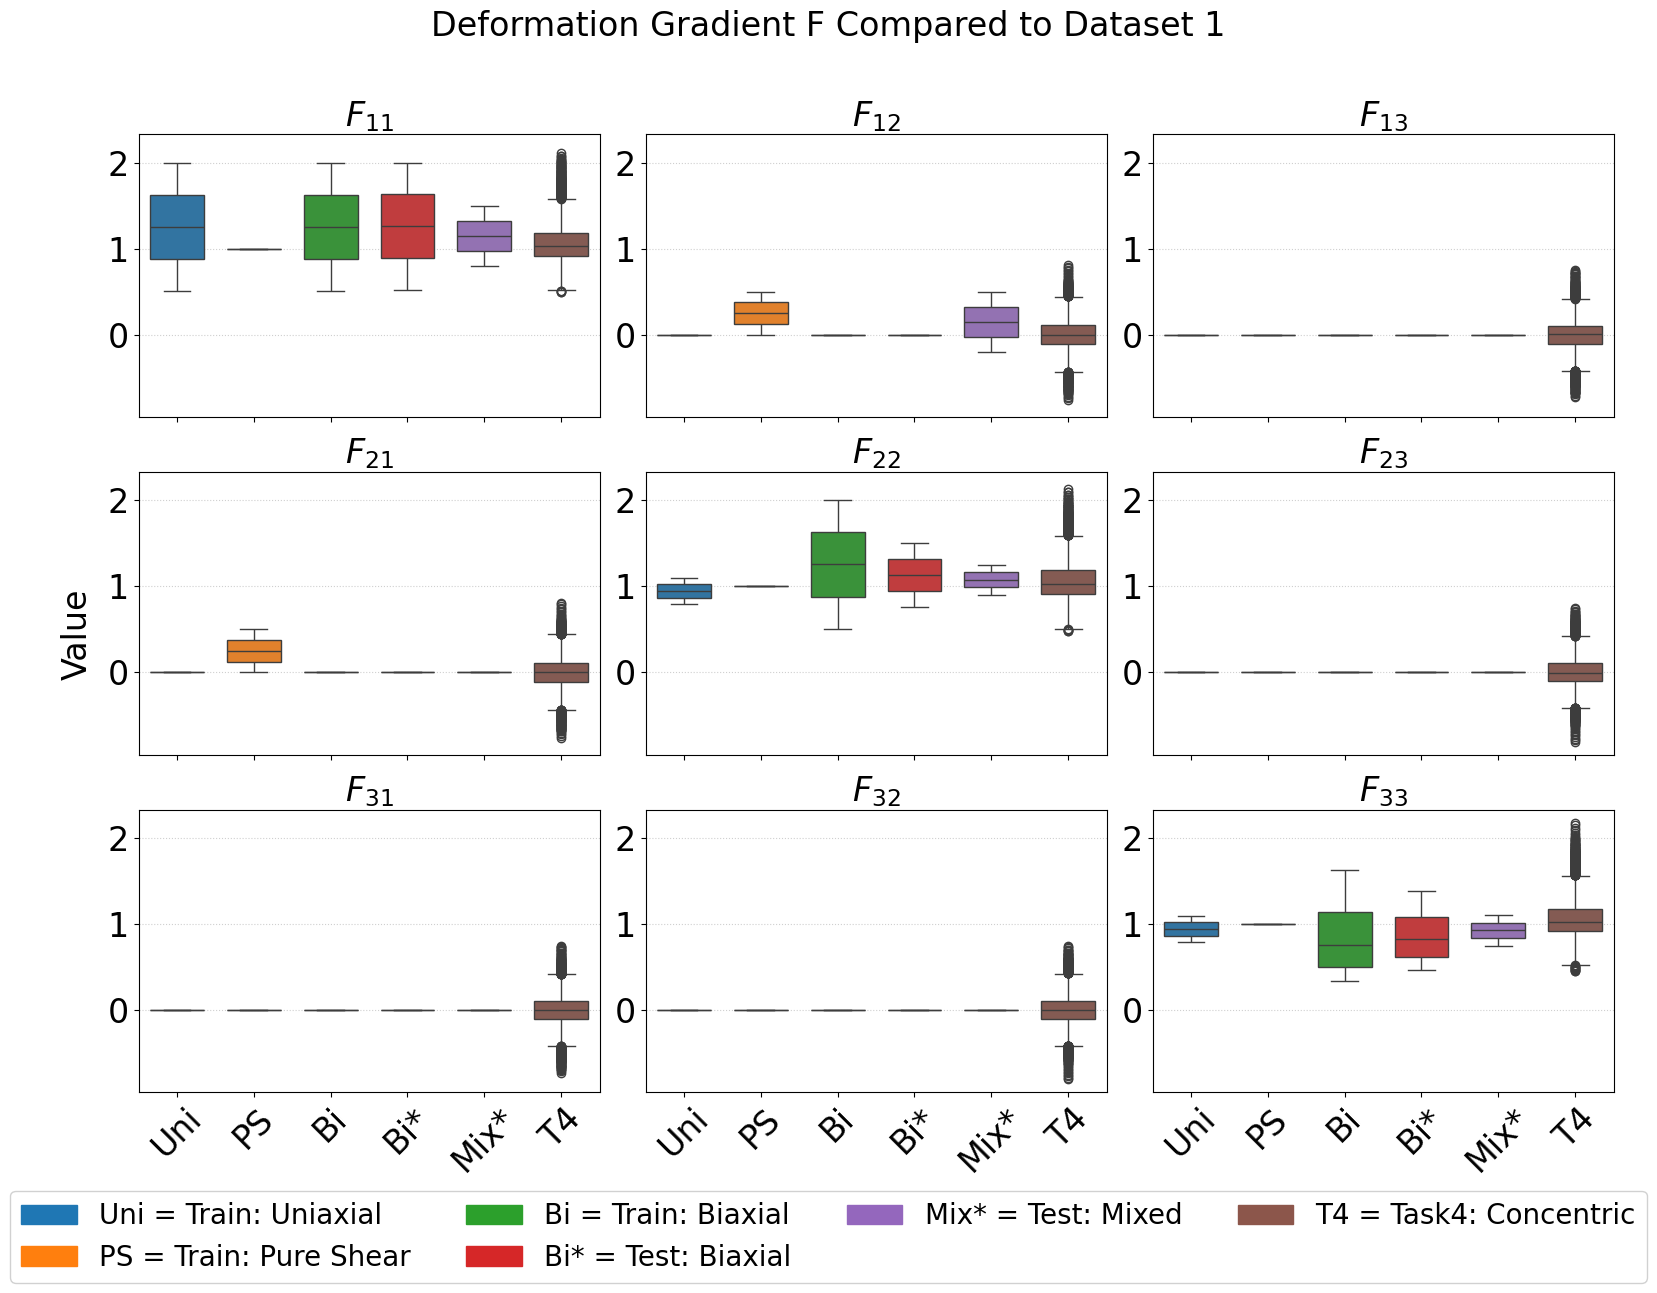 Deformation Gradient F Compared to Dataset 1
F11 F12 F13
2 2 2
1 1 1
0 0 0
F21 F22 F23
2 2 2
1 1 1
0 0 0
Value
F31 F32 F33
2 2 2
1 1 1
0 0 0
Uni PS Bi Bi* Mix* T4 Uni PS Bi Bi* Mix* T4 Uni PS Bi Bi* Mix* T4
Uni = Train: Uniaxial Bi = Train: Biaxial Mix* = Test: Mixed T4 = Task4: Concentric
PS = Train: Pure Shear Bi* = Test: Biaxial